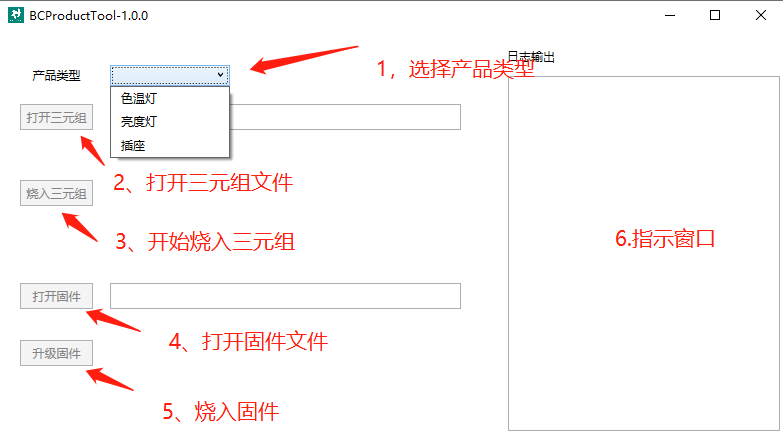 BCProductTool-1.0.0
日志输出
产品类型
1，选择产品类型
色温灯
亮度灯
插座
打开三元组
2、打开三元组文件
烧入三元组
3、开始烧入三元组
6.指示窗口
打开固件
4、打开固件文件
升级固件
5、烧入固件